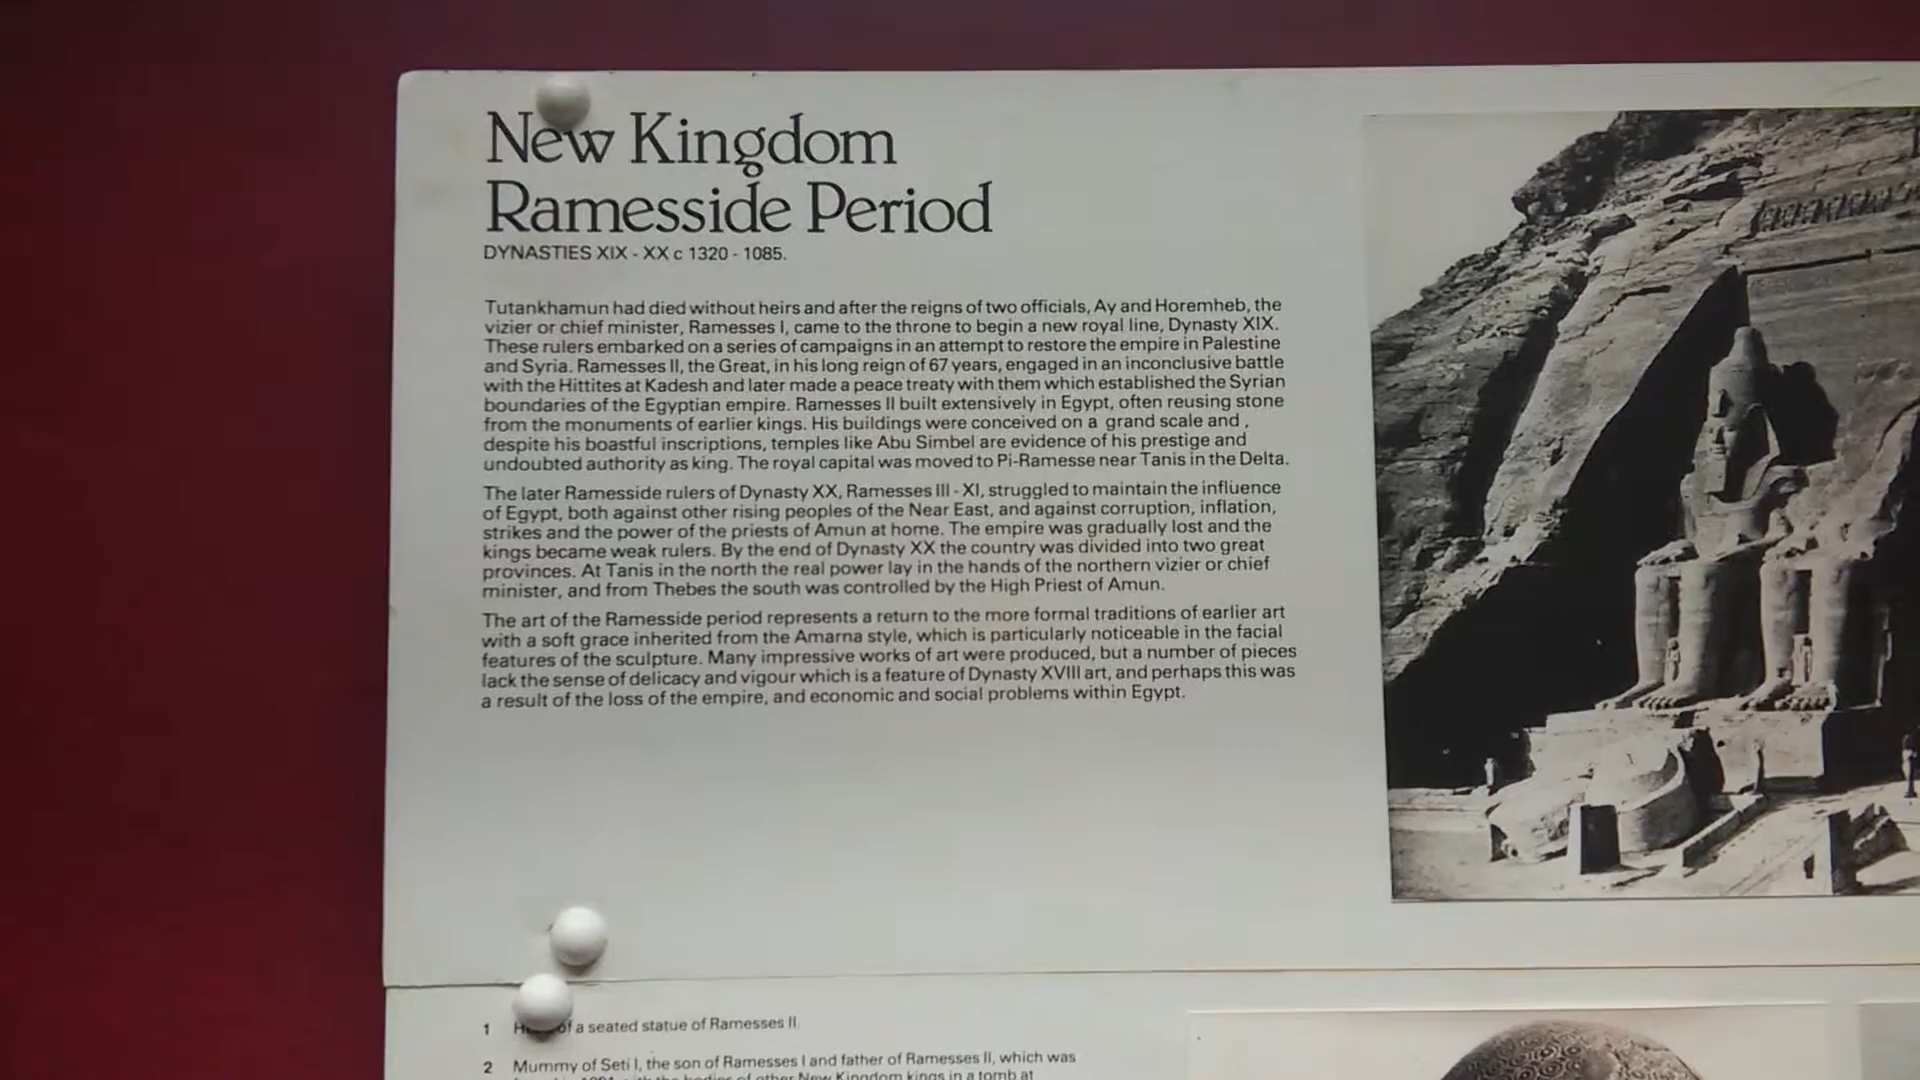 New Kingdom
Ramesside Period
DYNASTIES XIX - XX c 1320 - 1085.
Tutankhamun had died without heirs and after the reigns of two officials, Ay and Horemheb, the
vizier or chief minister, Ramesses I, came to the throne to begin a new royal line, Dynasty XIX.
These rulers embarked on a series of campaigns in an attempt to restore the empire in Palestine
and Syria. Ramesses II, the Great, in his long reign of 67 years, engaged in an inconclusive battle
with the Hittites at Kadesh and later made a peace treaty with them which established the Syrian
boundaries of the Egyptian empire. Ramesses II built extensively in Egypt, often reusing stone
from the monuments of earlier kings. His buildings were conceived on a grand scale and ,
despite his boastful inscriptions, temples like Abu Simbel are evidence of his prestige and
undoubted authority as king. The royal capital was moved to Pi-Ramesse near Tanis in the Delta.
The later Ramesside rulers of Dynasty XX, Ramesses III - XI, struggled to maintain the influence
of Egypt, both against other rising peoples of the Near East, and against corruption, inflation,
strikes and the power of the priests of Amun at home. The empire was gradually lost and the
kings became weak rulers. By the end of Dynasty XX the country was divided into two great
provinces. At Tanis in the north the real power lay in the hands of the northern vizier or chief
minister, and from Thebes the south was controlled by the High Priest of Amun.
The art of the Ramesside period represents a return to the more formal traditions of earlier art
with a soft grace inherited from the Amarna style, which is particularly noticeable in the facial
features of the sculpture. Many impressive works of art were produced, but a number of pieces
lack the sense of delicacy and vigour which is a feature of Dynasty XVIII art, and perhaps this was
a result of the loss of the empire, and economic and social problems within Egypt.
1 of a seated statue of Ramesses II.
2 Mummy of Seti I, the son of Ramesses I and father of Ramesses II, which was
other New Kingdom kings in a tomb at